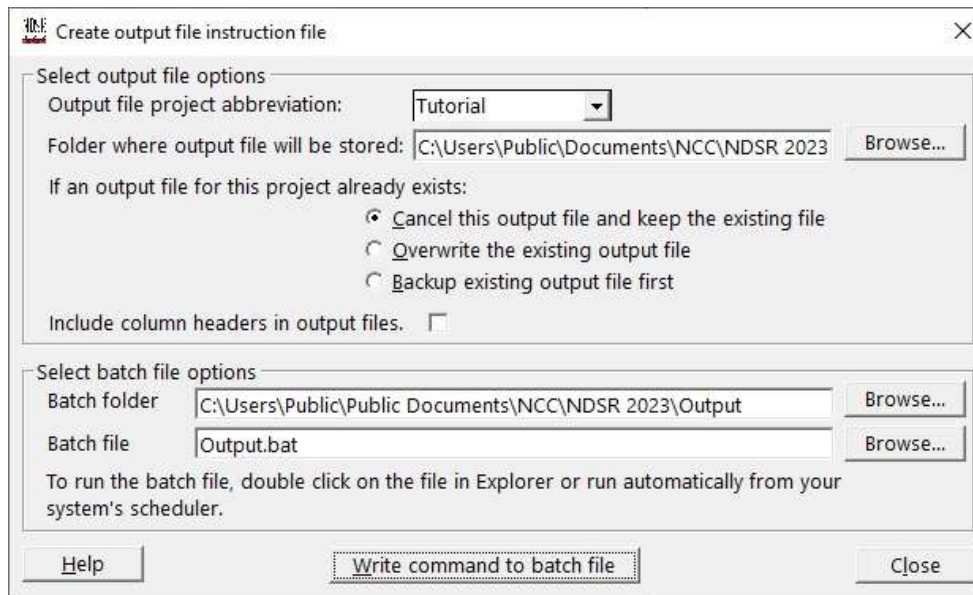 NDSR
Create output file instruction file
Select output file options
Output file project abbreviation:
Tutorial
Folder where output file will be stored:
C:\Users\Public\Documents\NCC\NDSR 2023
Browse...
If an output file for this project already exists:
Cancel this output file and keep the existing file
Overwrite the existing output file
Backup existing output file first
Include column headers in output files.
Select batch file options
Batch folder
C:\Users\Public\Public Documents\NCC\NDSR 2023\Output
Browse...
Batch file
Output.bat
Browse...
To run the batch file, double click on the file in Explorer or run automatically from your
system's scheduler.
Help
Write command to batch file
Close